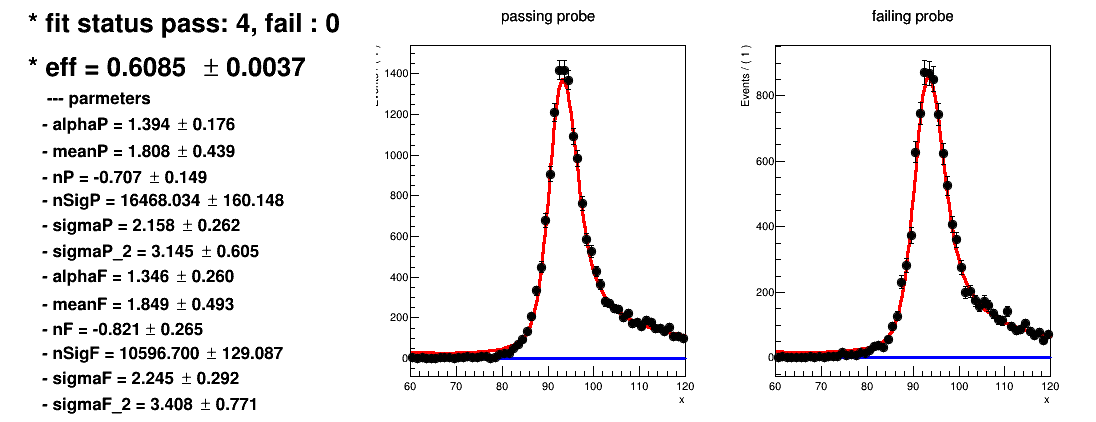 * fit status pass: 4, fail : 0
* eff = 0.6085 ± 0.0037
--- parmeters
- alphaP = 1.394 ± 0.176
- meanP = 1.808 ± 0.439
- nP = -0.707 ± 0.149
- nSigP = 16468.034 ± 160.148
- sigmaP = 2.158 ± 0.262
- sigmaP_2 = 3.145 ± 0.605
- alphaF = 1.346 ± 0.260
- meanF = 1.849 ± 0.493
- nF = -0.821 ± 0.265
- nSigF = 10596.700 ± 129.087
- sigmaF = 2.245 ± 0.292
- sigmaF_2 = 3.408 ± 0.771
passing probe
1400
1200
1000
800
600
400
200
0
60 70 80 90 100 110 120
x
failing probe
Events / ( 1 )
800
600
400
200
0
60 70 80 90 100 110 120
x